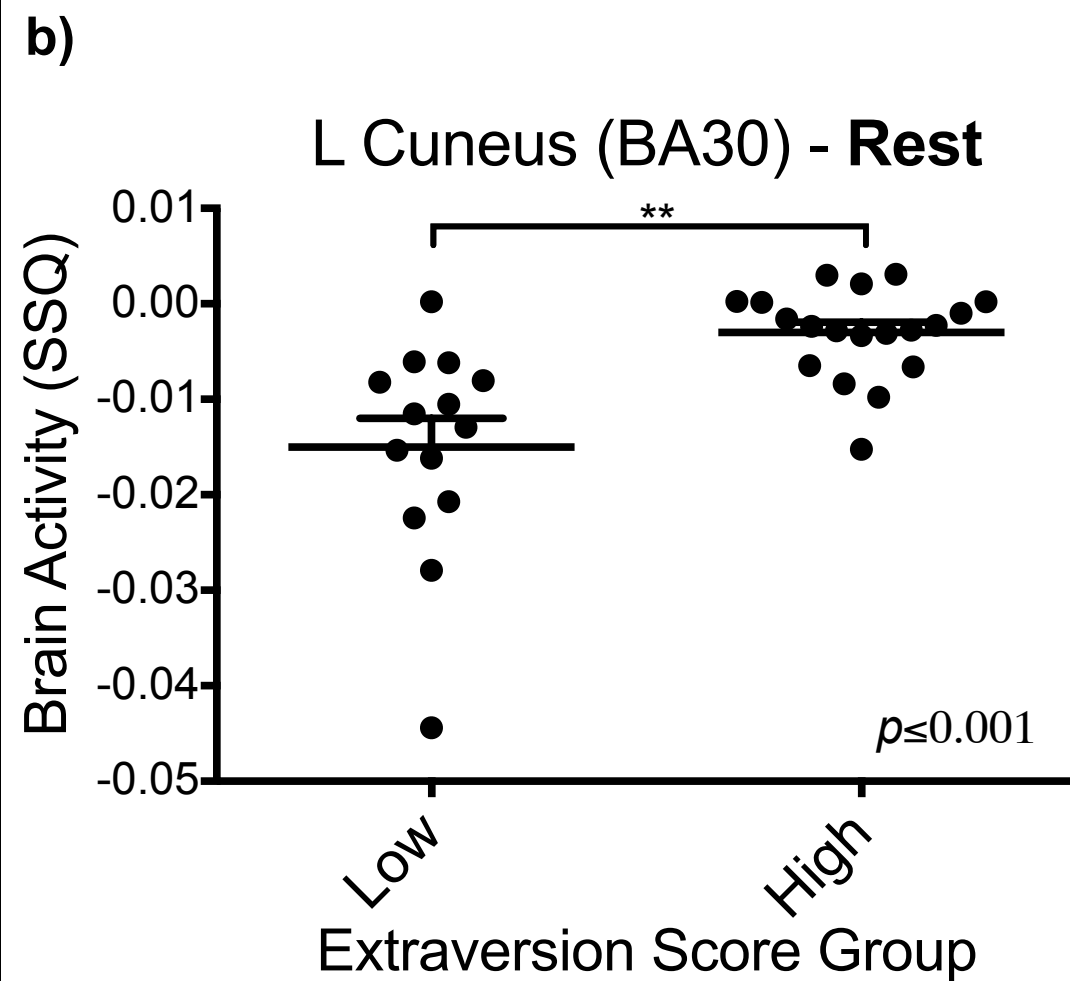 b)
L Cuneus (BA30) - Rest
**
0.01
0.00
-0.01
-0.02
-0.03
-0.04
-0.05
Brain Activity (SSQ)
p≤0.001
Low
High
Extraversion Score Group